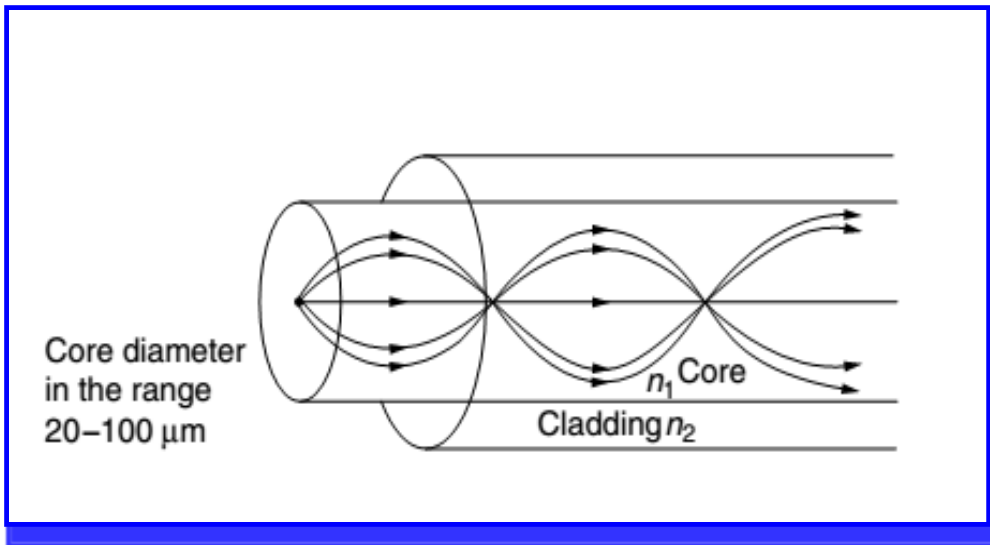 Core diameter
in the range
20–100 μm
n₁ Core
Cladding n₂